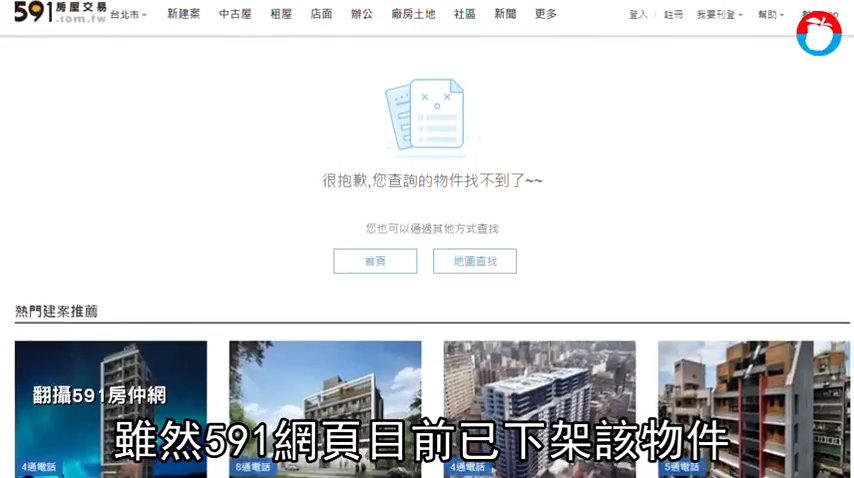 591房屋交易
.com.tw
台北市 新建案 中古屋 租屋 店面 辦公 廠房土地 社區 新聞 更多 登入 註冊 我要刊登 幫助
很抱歉,您查詢的物件找不到了~~
您也可以通過其他方式查找
首頁 地圖查找
熱門建案推薦
翻攝591房仲網
雖然591網頁目前已下架該物件
4通電話 8通電話 4通電話 5通電話